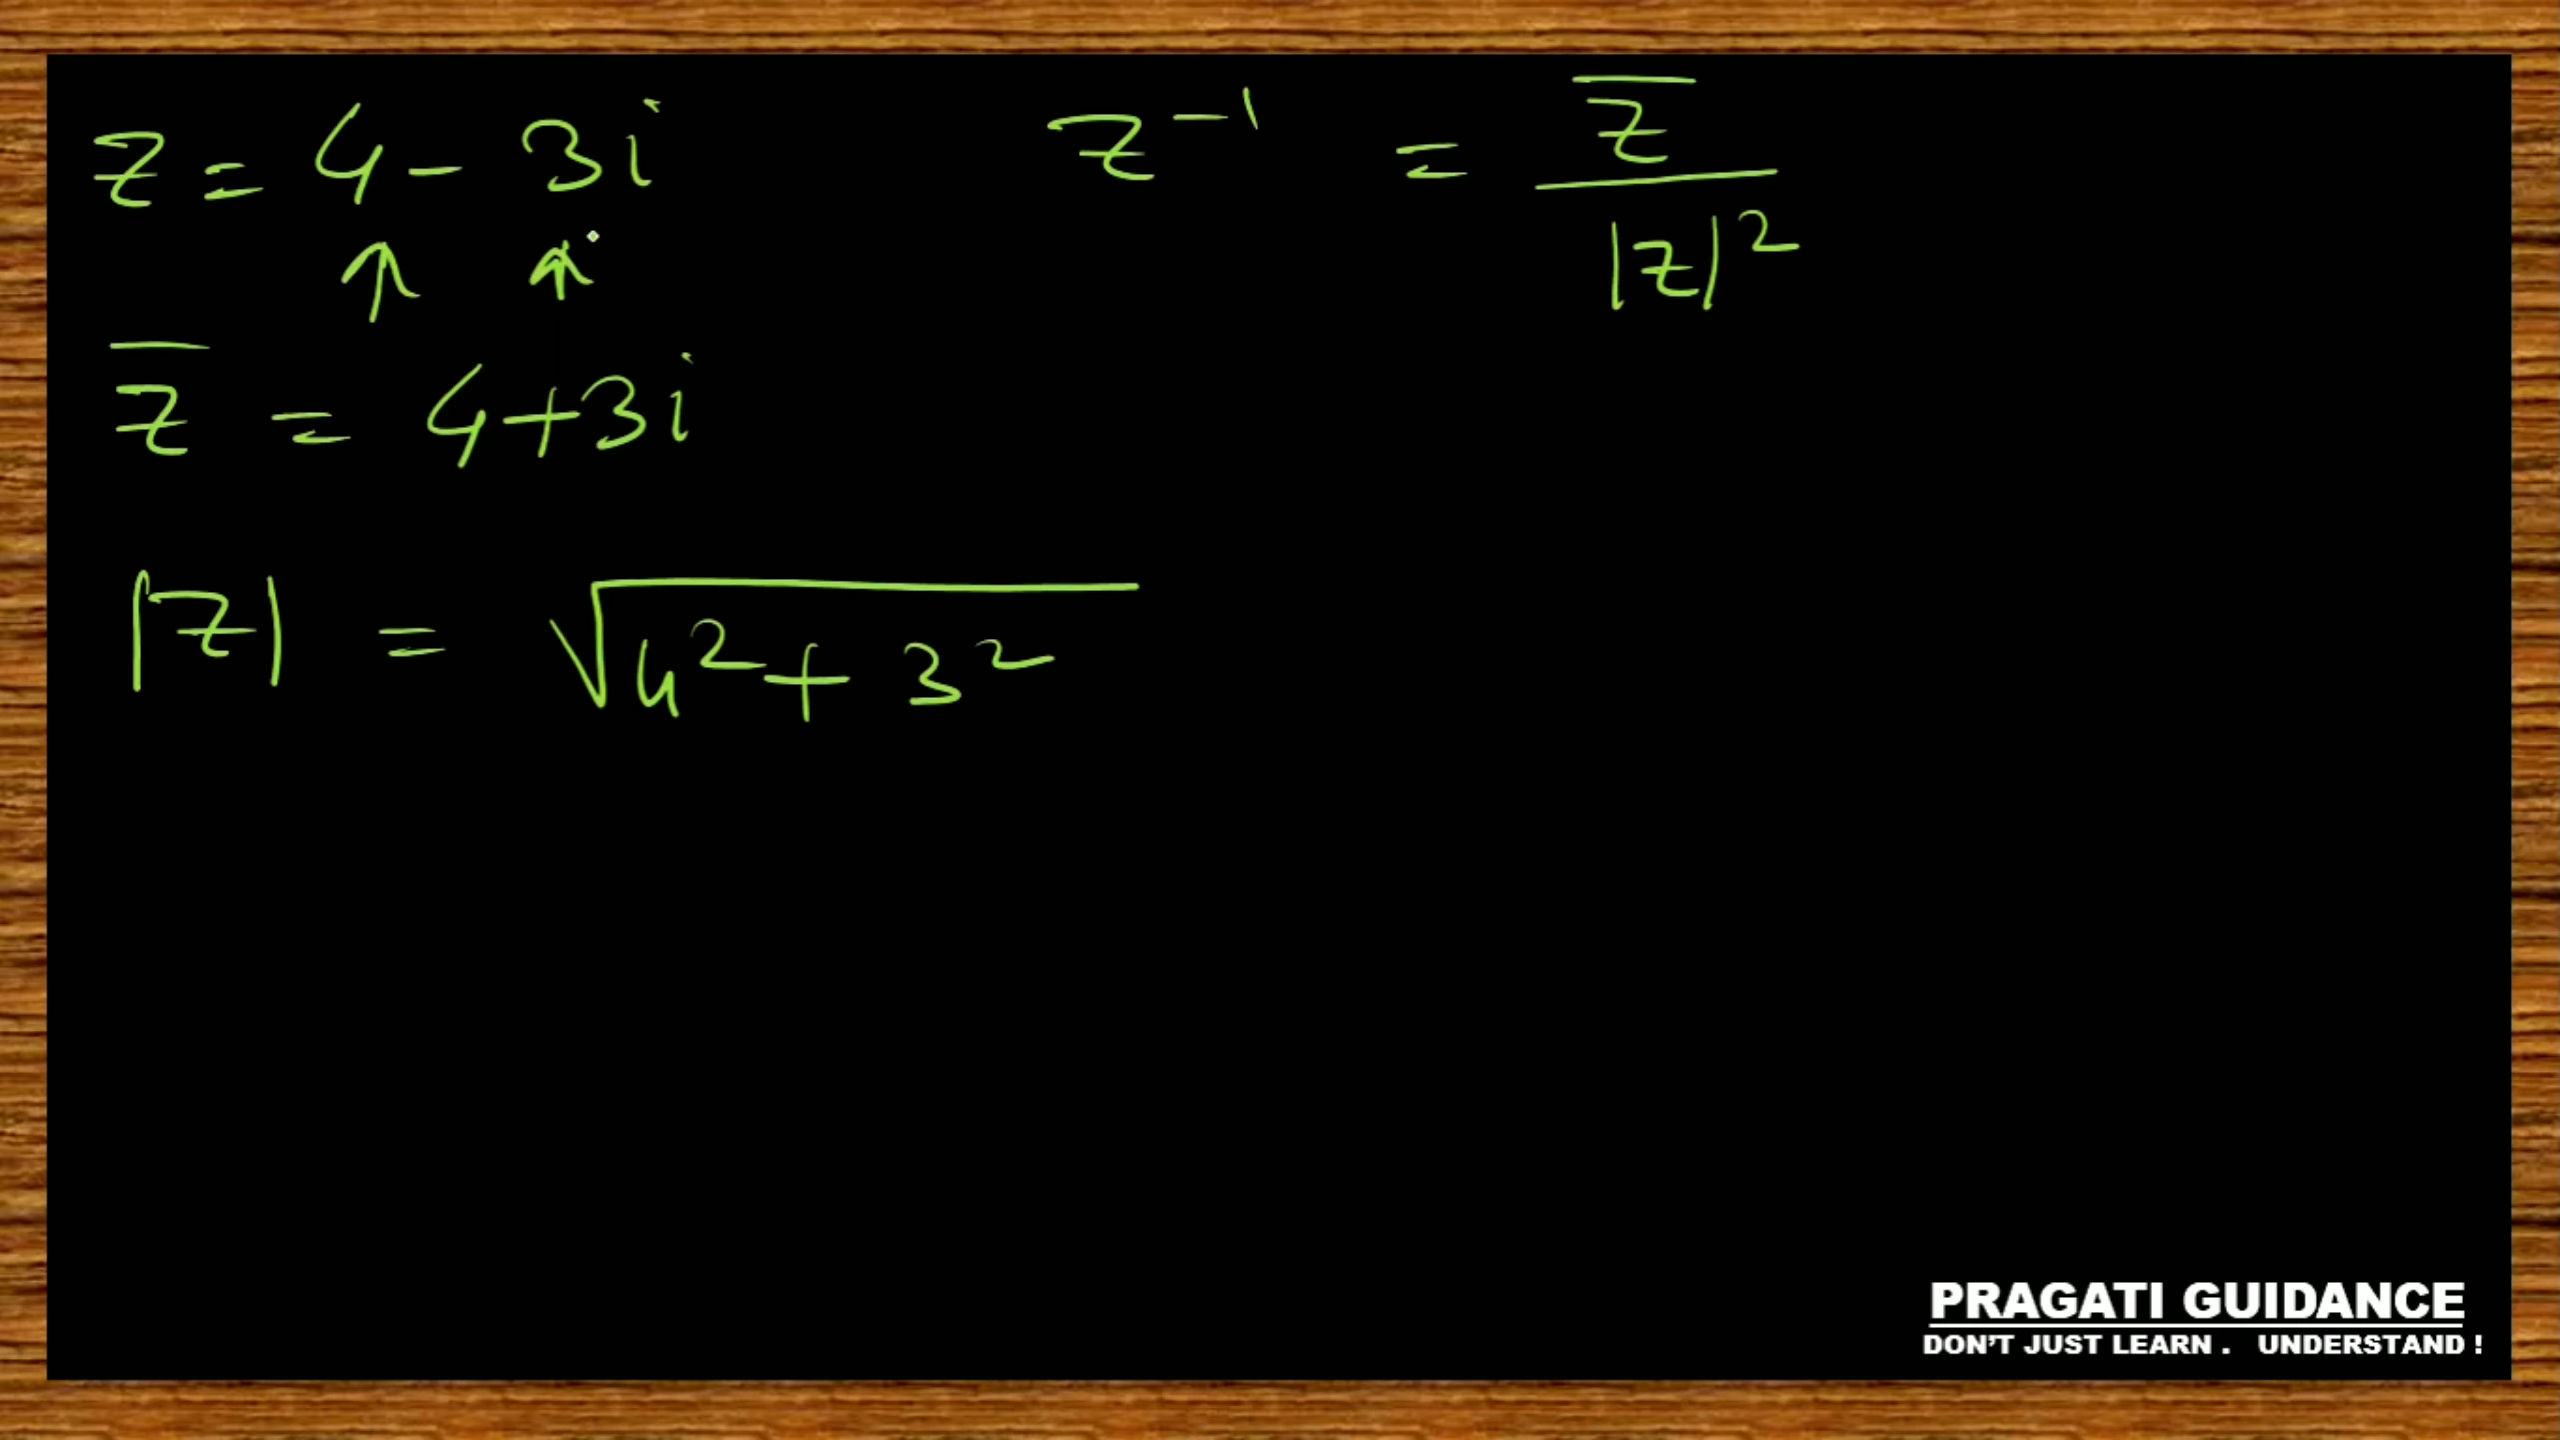 z = 4 - 3i
z⁻¹ = z̅ / |z|²
z̅ = 4+3i
|z| = √(4² + 3²)
PRAGATI GUIDANCE
DON'T JUST LEARN . UNDERSTAND !